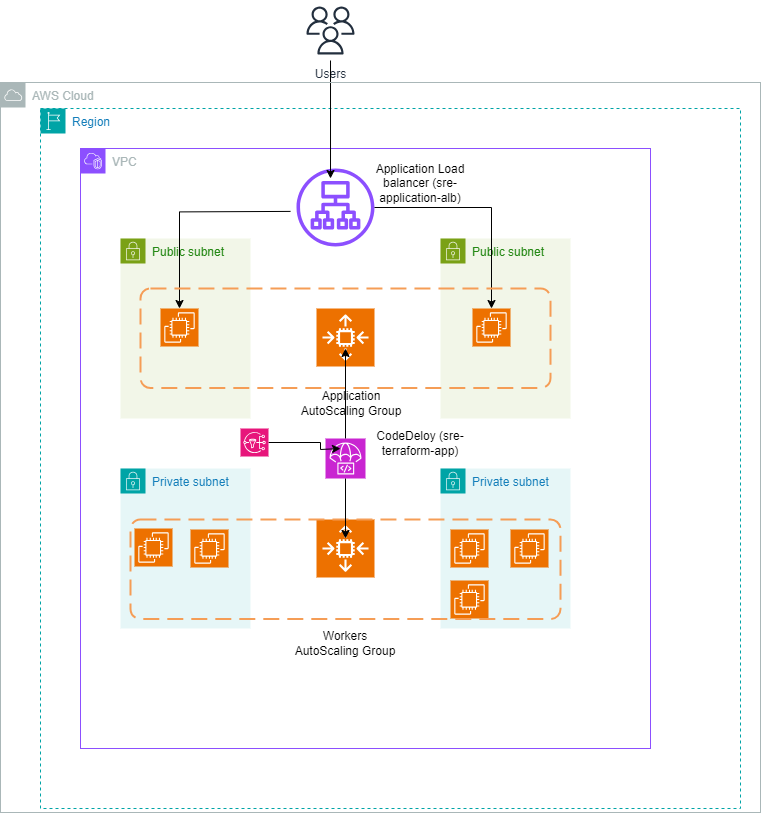 Users
AWS Cloud
Region
VPC
Application Load
balancer (sre-
application-alb)
Public subnet
Public subnet
Application
AutoScaling Group
CodeDeloy (sre-
terraform-app)
Private subnet
Private subnet
Workers
AutoScaling Group